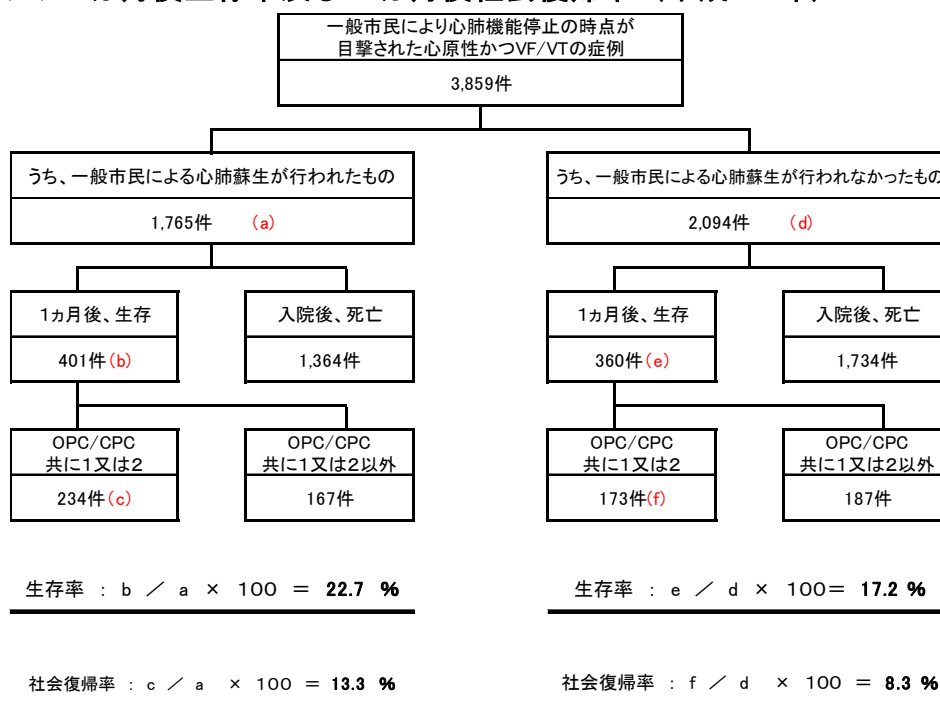 一般市民により心肺機能停止の時点が
目撃された心原性かつVF/VTの症例
3,859件
うち、一般市民による心肺蘇生が行われたもの
1,765件 (a)
うち、一般市民による心肺蘇生が行われなかったもの
2,094件 (d)
1ヵ月後、生存
401件(b)
入院後、死亡
1,364件
1ヵ月後、生存
360件(e)
入院後、死亡
1,734件
OPC/CPC
共に1又は2
234件(c)
OPC/CPC
共に1又は2以外
167件
OPC/CPC
共に1又は2
173件(f)
OPC/CPC
共に1又は2以外
187件
生存率 : b / a × 100 = 22.7 %
生存率 : e / d × 100= 17.2 %
社会復帰率 : c / a × 100 = 13.3 %
社会復帰率 : f / d × 100 = 8.3 %